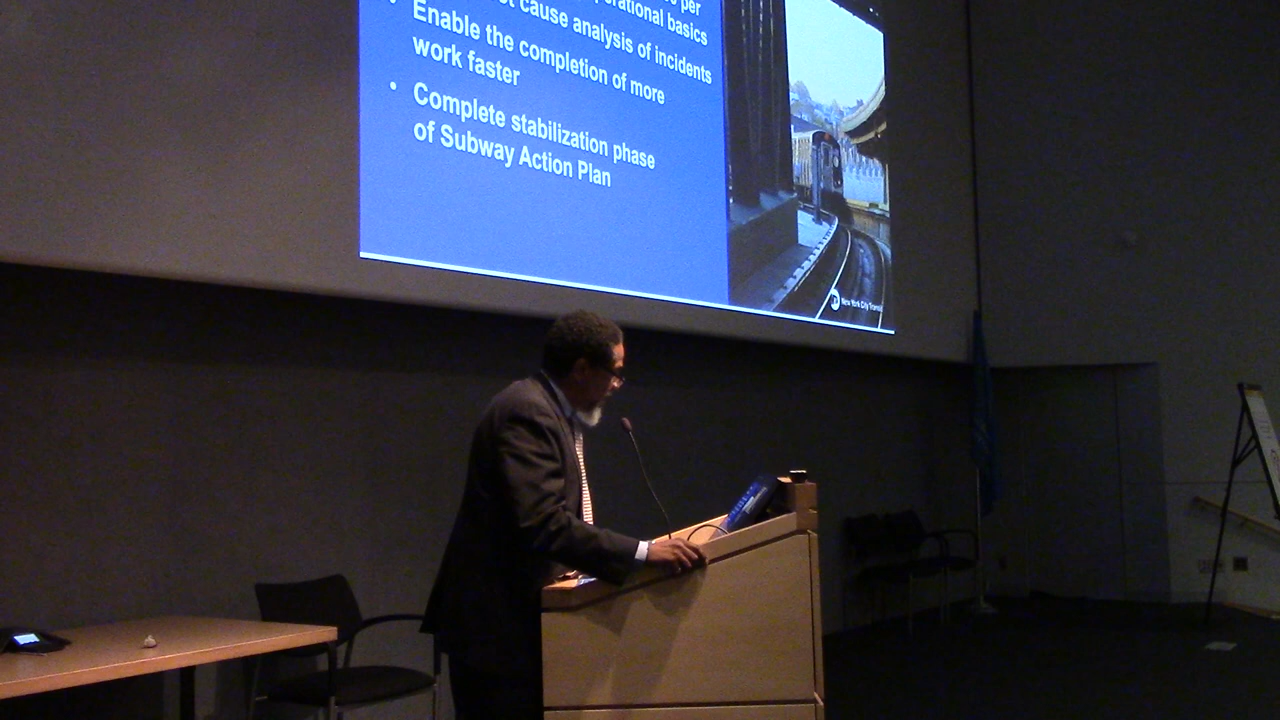 per
operational basics
cause analysis of incidents
Enable the completion of more
work faster
• Complete stabilization phase
of Subway Action Plan
New York City Transit